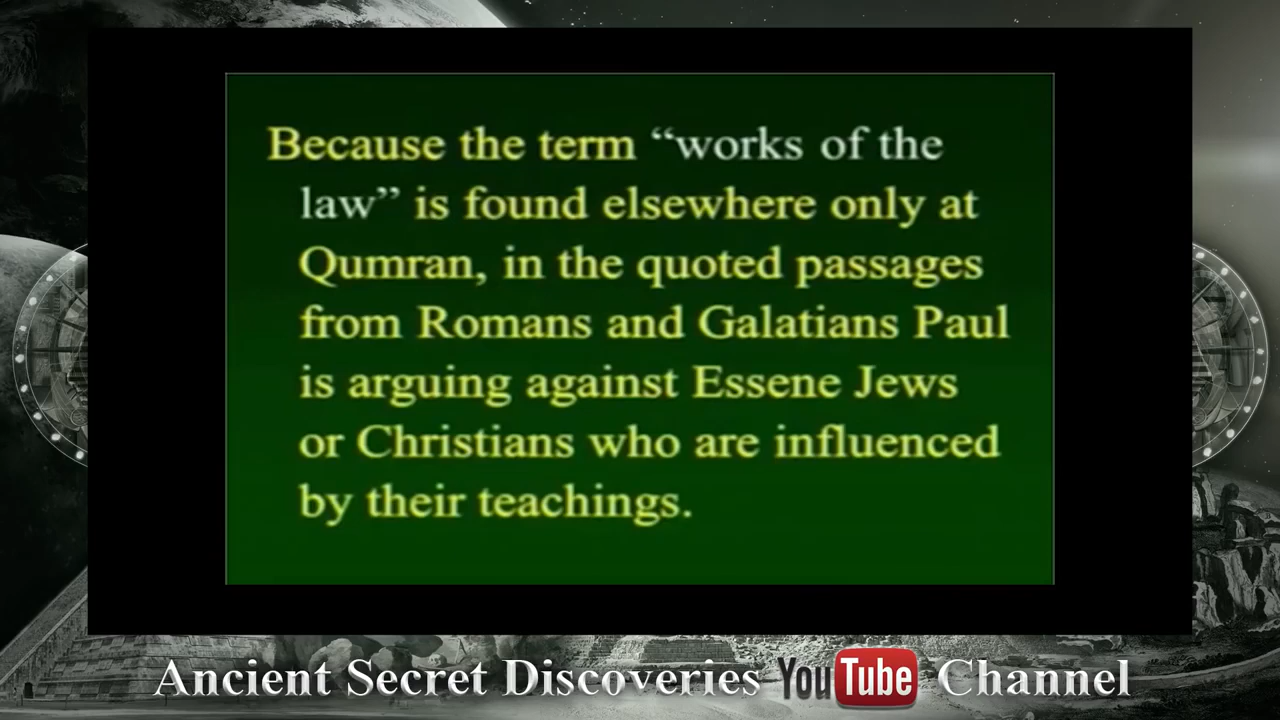 Because the term “works of the
law” is found elsewhere only at
Qumran, in the quoted passages
from Romans and Galatians Paul
is arguing against Essene Jews
or Christians who are influenced
by their teachings.
Ancient Secret Discoveries YouTube Channel